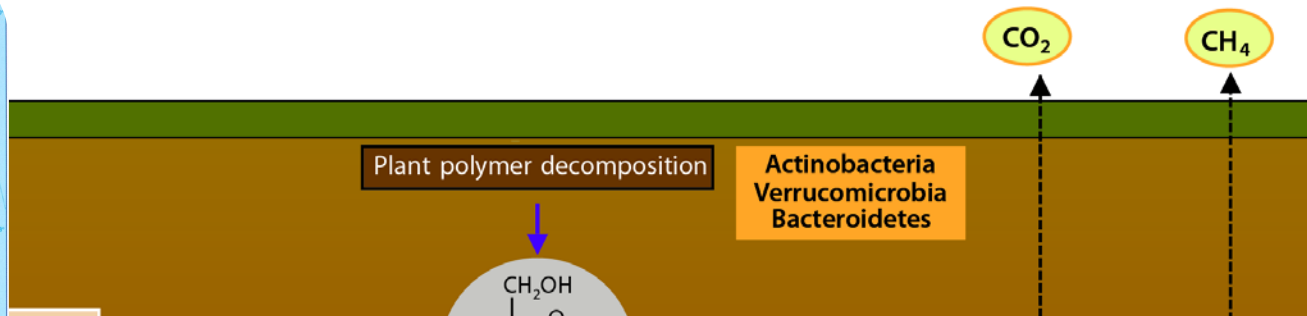 CO₂
CH₄
Plant polymer decomposition
Actinobacteria
Verrucomicrobia
Bacteroidetes
CH₂OH
O